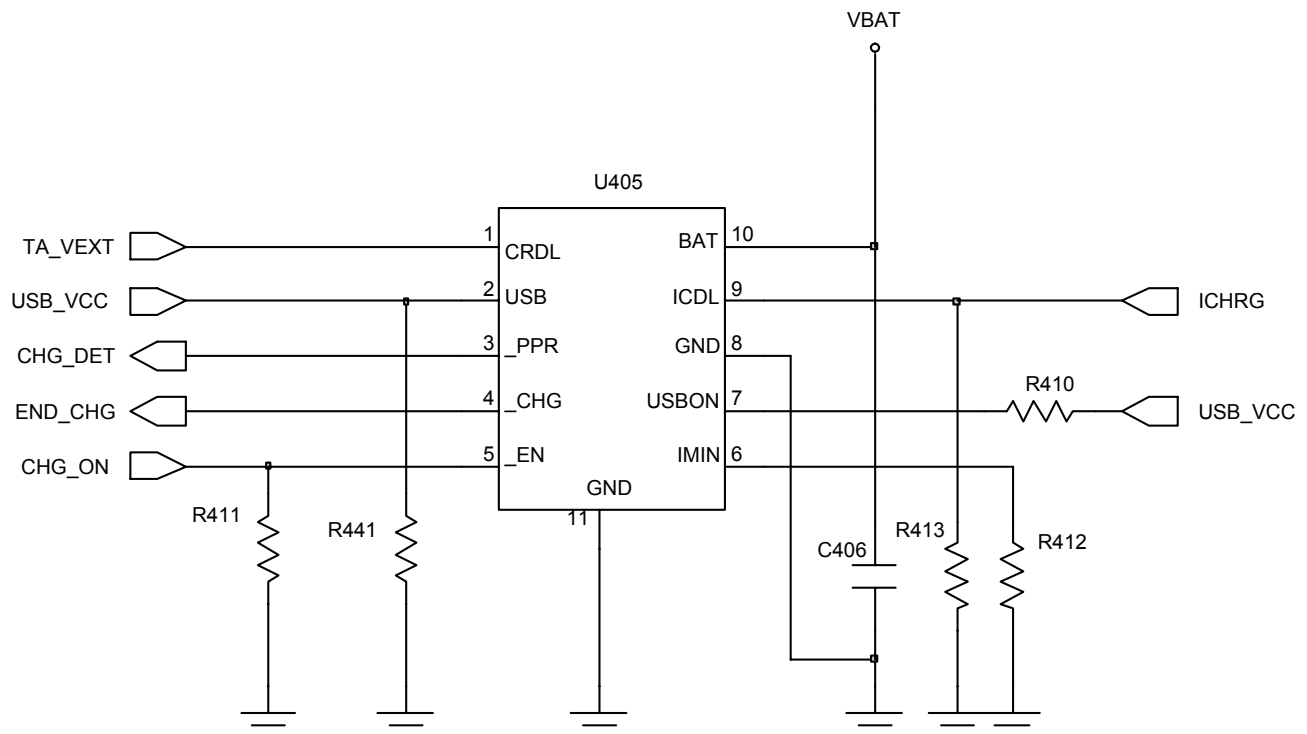 VBAT
U405
TA_VEXT
1
CRDL
BAT
10
USB_VCC
2
USB
ICDL
9
ICHRG
CHG_DET
3
_PPR
GND
8
END_CHG
4
_CHG
USBON
7
R410
USB_VCC
CHG_ON
5
_EN
IMIN
6
GND
11
R411
R441
C406
R413
R412